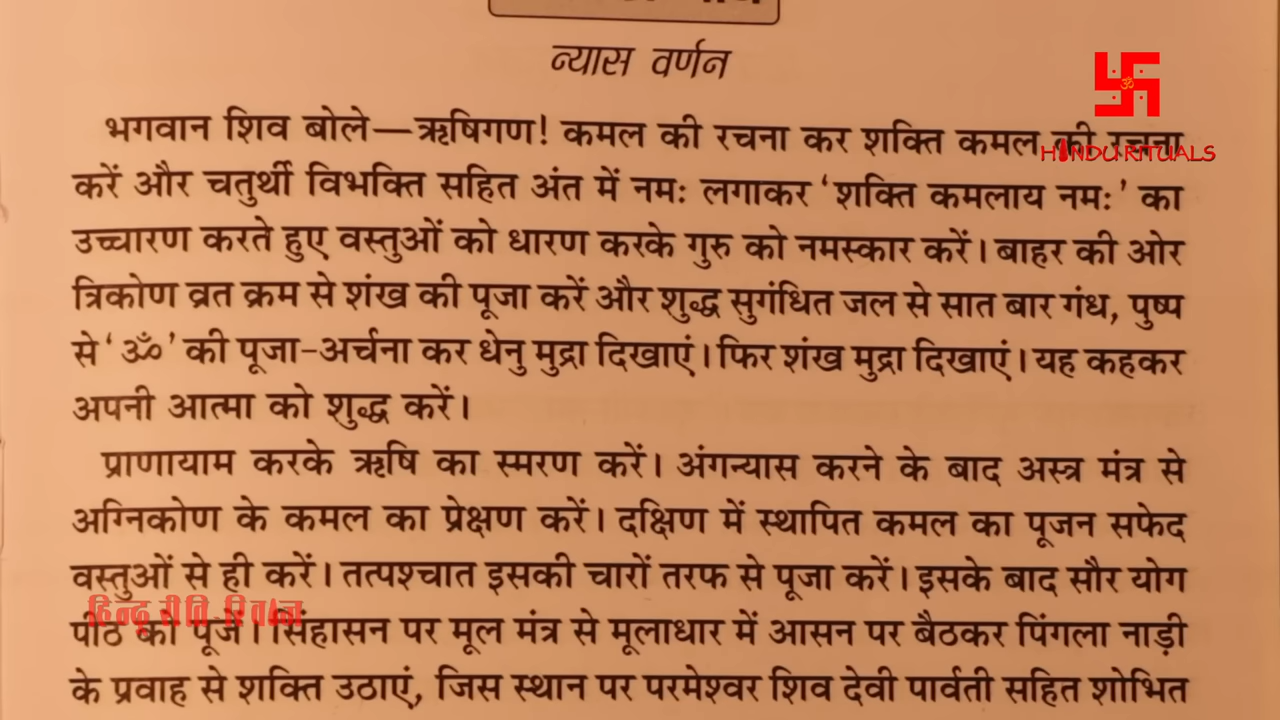 न्यास वर्णन
भगवान शिव बोले—ऋषिगण! कमल की रचना कर शक्ति कमल की रचना
HINDU RITUALS
करें और चतुर्थी विभक्ति सहित अंत में नमः लगाकर ‘शक्ति कमलाय नमः’ का
उच्चारण करते हुए वस्तुओं को धारण करके गुरु को नमस्कार करें। बाहर की ओर
त्रिकोण व्रत क्रम से शंख की पूजा करें और शुद्ध सुगंधित जल से सात बार गंध, पुष्प
से ‘ॐ’ की पूजा-अर्चना कर धेनु मुद्रा दिखाएं। फिर शंख मुद्रा दिखाएं। यह कहकर
अपनी आत्मा को शुद्ध करें।
प्राणायाम करके ऋषि का स्मरण करें। अंगन्यास करने के बाद अस्त्र मंत्र से
अग्निकोण के कमल का प्रेक्षण करें। दक्षिण में स्थापित कमल का पूजन सफेद
वस्तुओं से ही करें। तत्पश्चात इसकी चारों तरफ से पूजा करें। इसके बाद सौर योग
हिन्दू रीति रिवाज
पीठ को पूजें। सिंहासन पर मूल मंत्र से मूलाधार में आसन पर बैठकर पिंगला नाड़ी
के प्रवाह से शक्ति उठाएं, जिस स्थान पर परमेश्वर शिव देवी पार्वती सहित शोभित